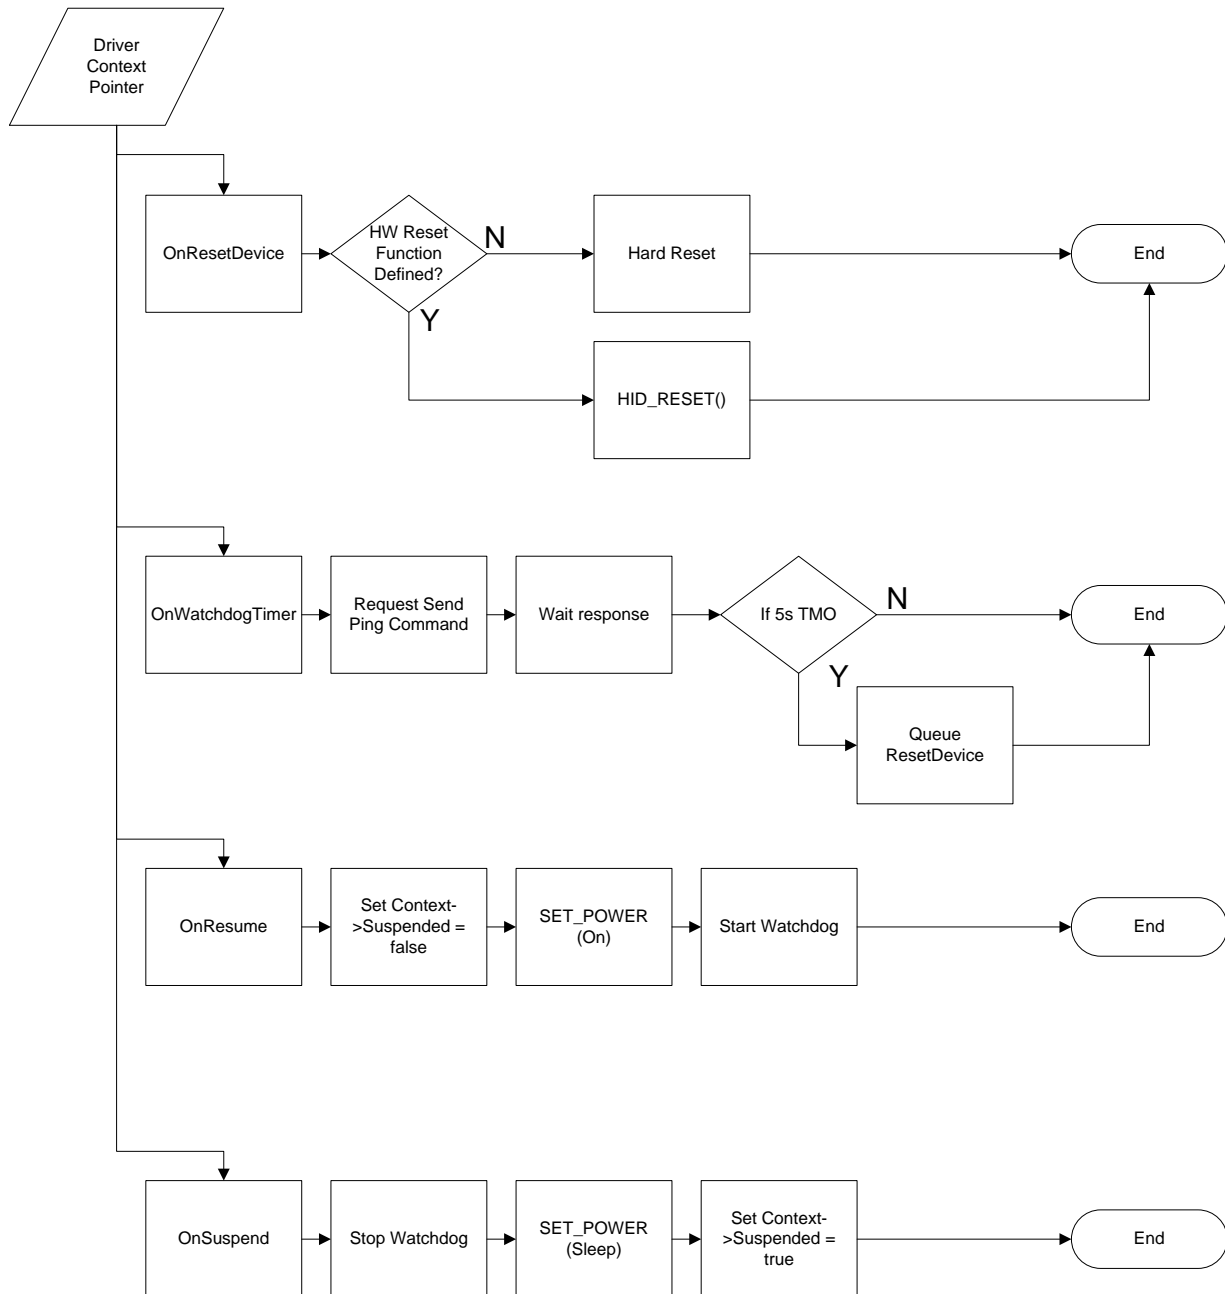 Driver
Context
Pointer
OnResetDevice
HW Reset
Function
Defined?
N
Hard Reset
End
Y
HID_RESET()
OnWatchdogTimer
Request Send
Ping Command
Wait response
If 5s TMO
N
End
Y
Queue
ResetDevice
OnResume
Set Context-
>Suspended =
false
SET_POWER
(On)
Start Watchdog
End
OnSuspend
Stop Watchdog
SET_POWER
(Sleep)
Set Context-
>Suspended =
true
End